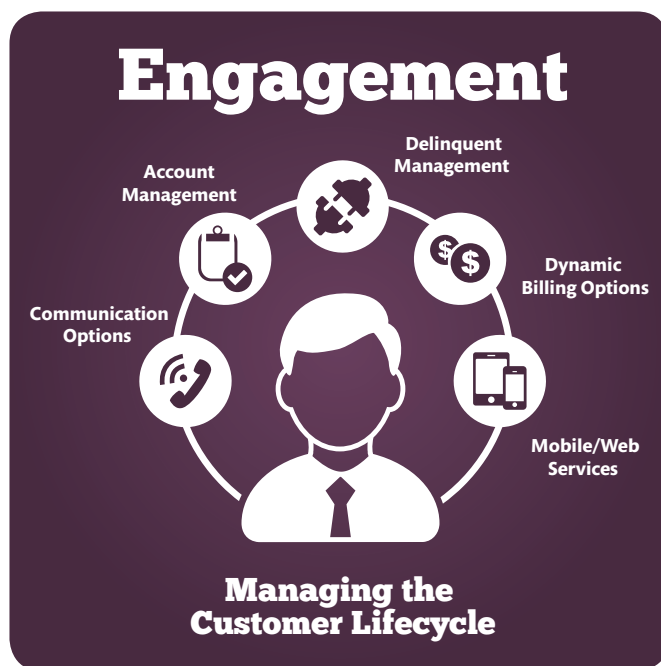 Engagement
Delinquent
Management
Account
Management
Dynamic
Billing Options
Communication
Options
$
$
Mobile/Web
Services
Managing the
Customer Lifecycle